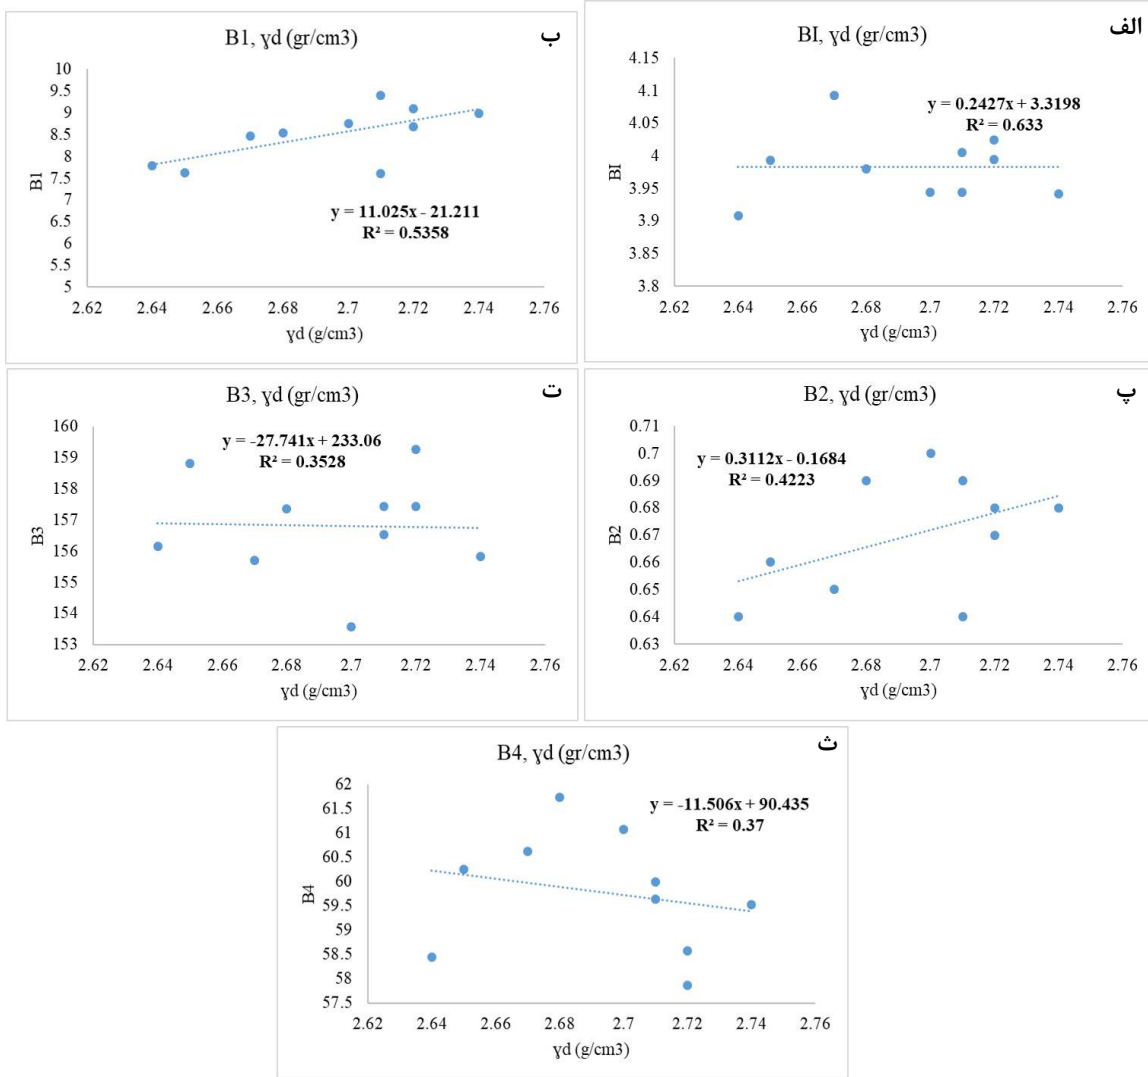 الف
BI, ɣd (gr/cm3)
4.15
4.1
4.05
4
3.95
3.9
3.85
3.8
BI
y = 0.2427x + 3.3198
R² = 0.633
2.62 2.64 2.66 2.68 2.7 2.72 2.74 2.76
ɣd (g/cm3)
ب
B1, ɣd (gr/cm3)
10
9.5
9
8.5
8
7.5
7
6.5
6
5.5
5
B1
y = 11.025x - 21.211
R² = 0.5358
2.62 2.64 2.66 2.68 2.7 2.72 2.74 2.76
ɣd (g/cm3)
پ
B2, ɣd (gr/cm3)
0.71
0.7
0.69
0.68
0.67
0.66
0.65
0.64
0.63
B2
y = 0.3112x - 0.1684
R² = 0.4223
2.62 2.64 2.66 2.68 2.7 2.72 2.74 2.76
ɣd (g/cm3)
ت
B3, ɣd (gr/cm3)
160
159
158
157
156
155
154
153
B3
y = -27.741x + 233.06
R² = 0.3528
2.62 2.64 2.66 2.68 2.7 2.72 2.74 2.76
ɣd (g/cm3)
ث
B4, ɣd (gr/cm3)
62
61.5
61
60.5
60
59.5
59
58.5
58
57.5
B4
y = -11.506x + 90.435
R² = 0.37
2.62 2.64 2.66 2.68 2.7 2.72 2.74 2.76
ɣd (g/cm3)